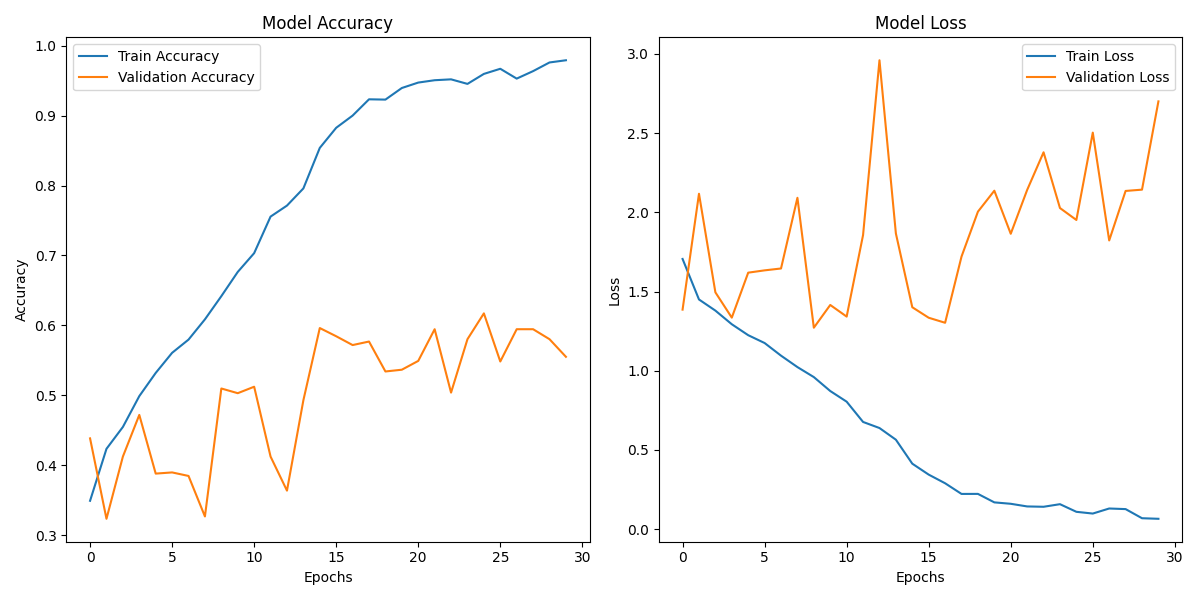 Model Accuracy
Train Accuracy
Validation Accuracy
1.0
0.9
0.8
0.7
0.6
0.5
0.4
0.3
Accuracy
0 5 10 15 20 25 30
Epochs
Model Loss
Train Loss
Validation Loss
3.0
2.5
2.0
1.5
1.0
0.5
0.0
Loss
0 5 10 15 20 25 30
Epochs